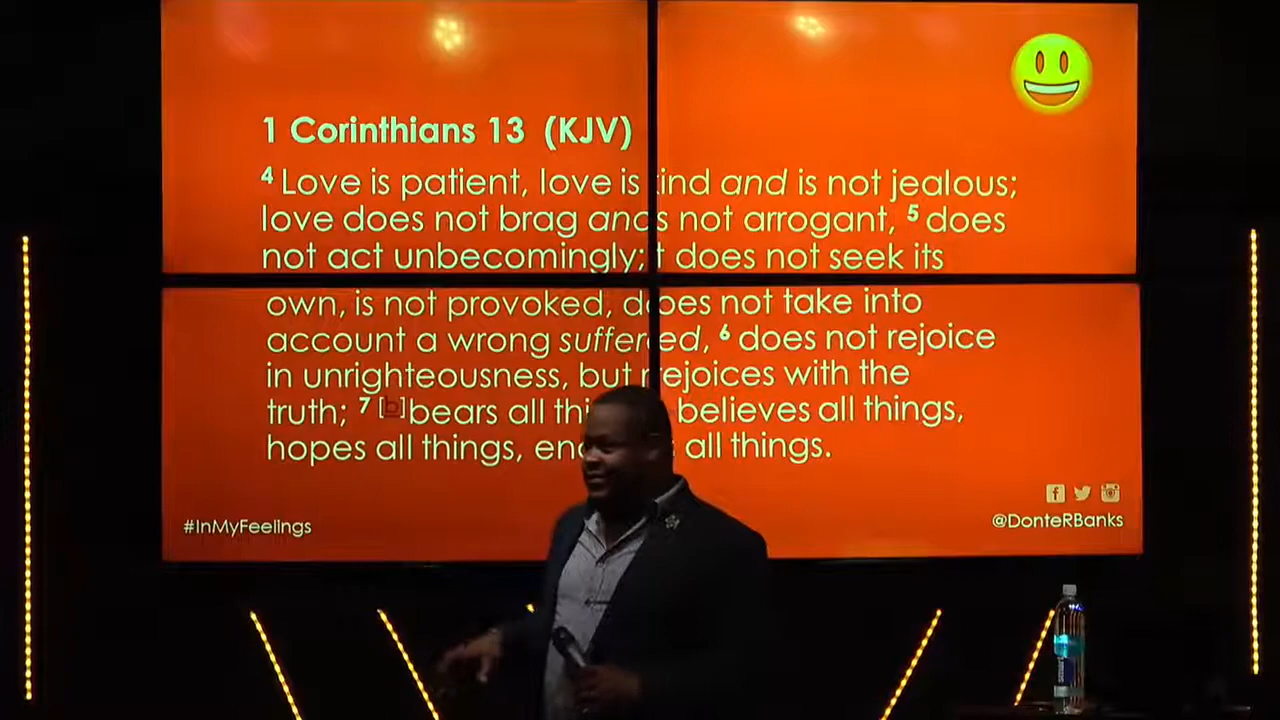 1 Corinthians 13 (KJV)
4 Love is patient, love is kind and is not jealous;
love does not brag and is not arrogant, 5 does
not act unbecomingly; it does not seek its
own, is not provoked, does not take into
account a wrong suffered, 6 does not rejoice
in unrighteousness, but rejoices with the
truth; 7 [b]bears all things, believes all things,
hopes all things, endures all things.
#InMyFeelings
@DonteRBanks